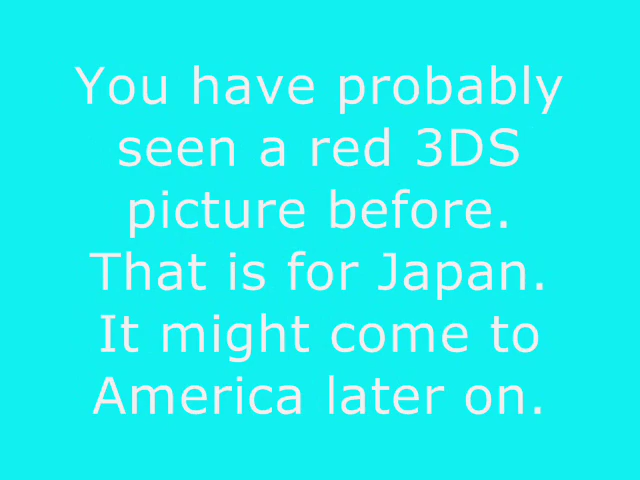 You have probably
seen a red 3DS
picture before.
That is for Japan.
It might come to
America later on.